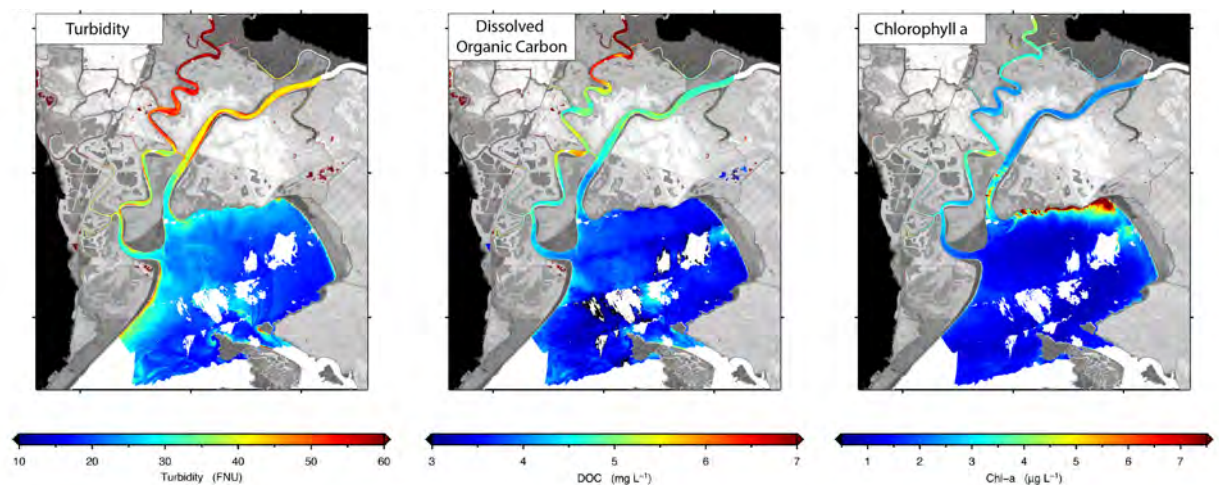 Turbidity
Dissolved
Organic Carbon
Chlorophyll a
10 20 30 40 50 60
Turbidity (FNU)
3 4 5 6 7
DOC (mg L⁻¹)
1 2 3 4 5 6 7
Chl-a (µg L⁻¹)